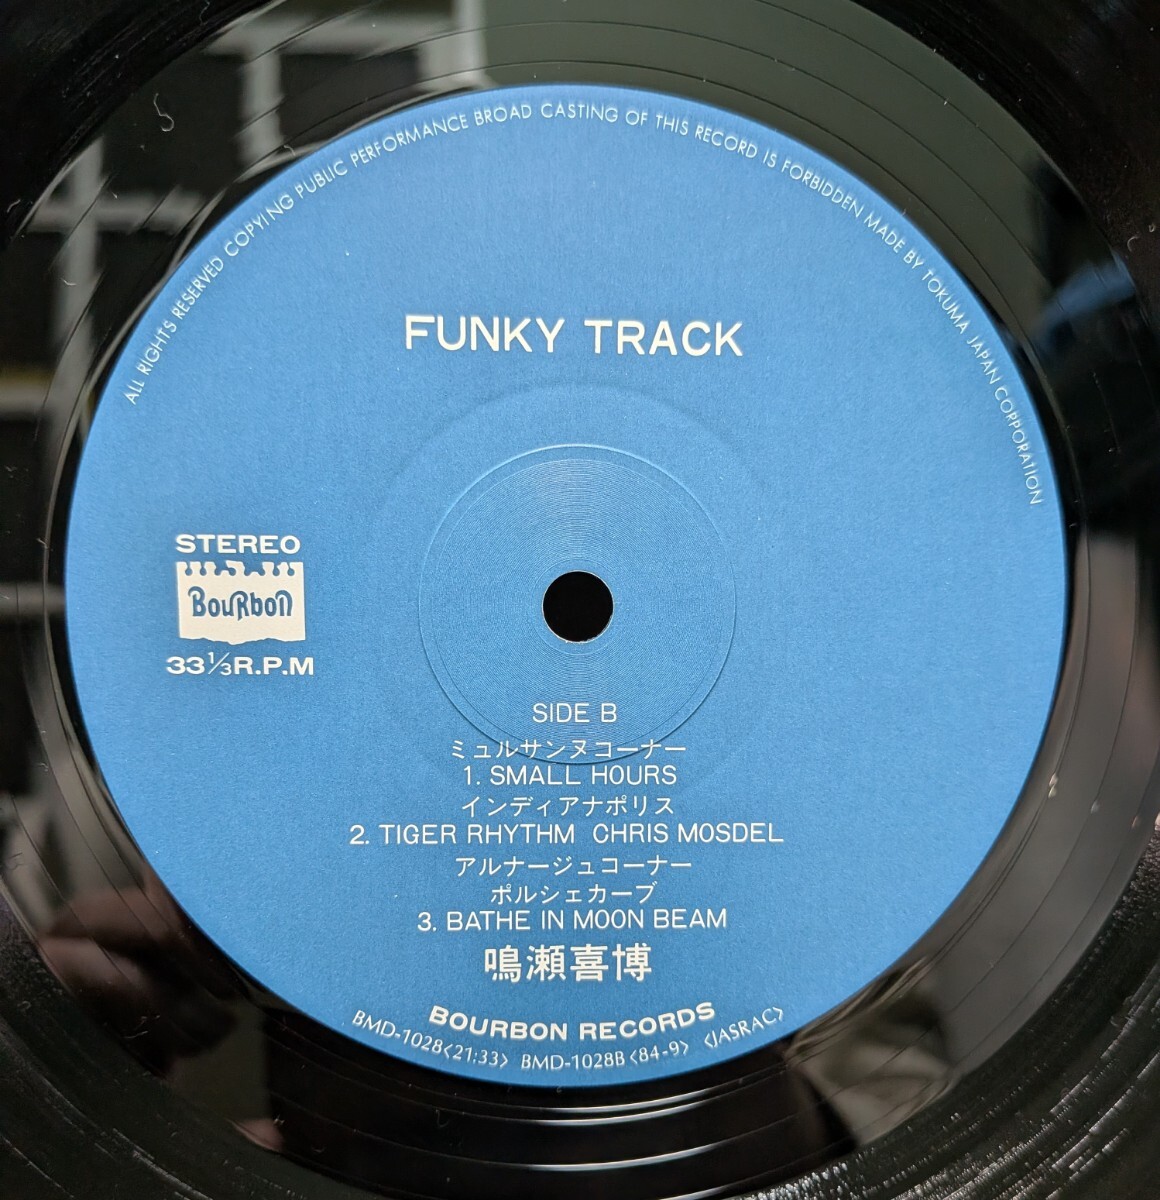 ALL RIGHTS RESERVED COPYING PUBLIC PERFORMANCE BROAD CASTING OF THIS RECORD IS FORBIDDEN MADE BY TOKUMA JAPAN CORPORATION
FUNKY TRACK
STEREO
BouRbon
33⅓R.P.M
SIDE B
ミュルサンヌコーナー
1. SMALL HOURS
インディアナポリス
2. TIGER RHYTHM CHRIS MOSDEL
アルナージュコーナー
ポルシェカーブ
3. BATHE IN MOON BEAM
鳴瀬喜博
BOURBON RECORDS
BMD-1028<21:33> BMD-1028B<84-9> <JASRAC>